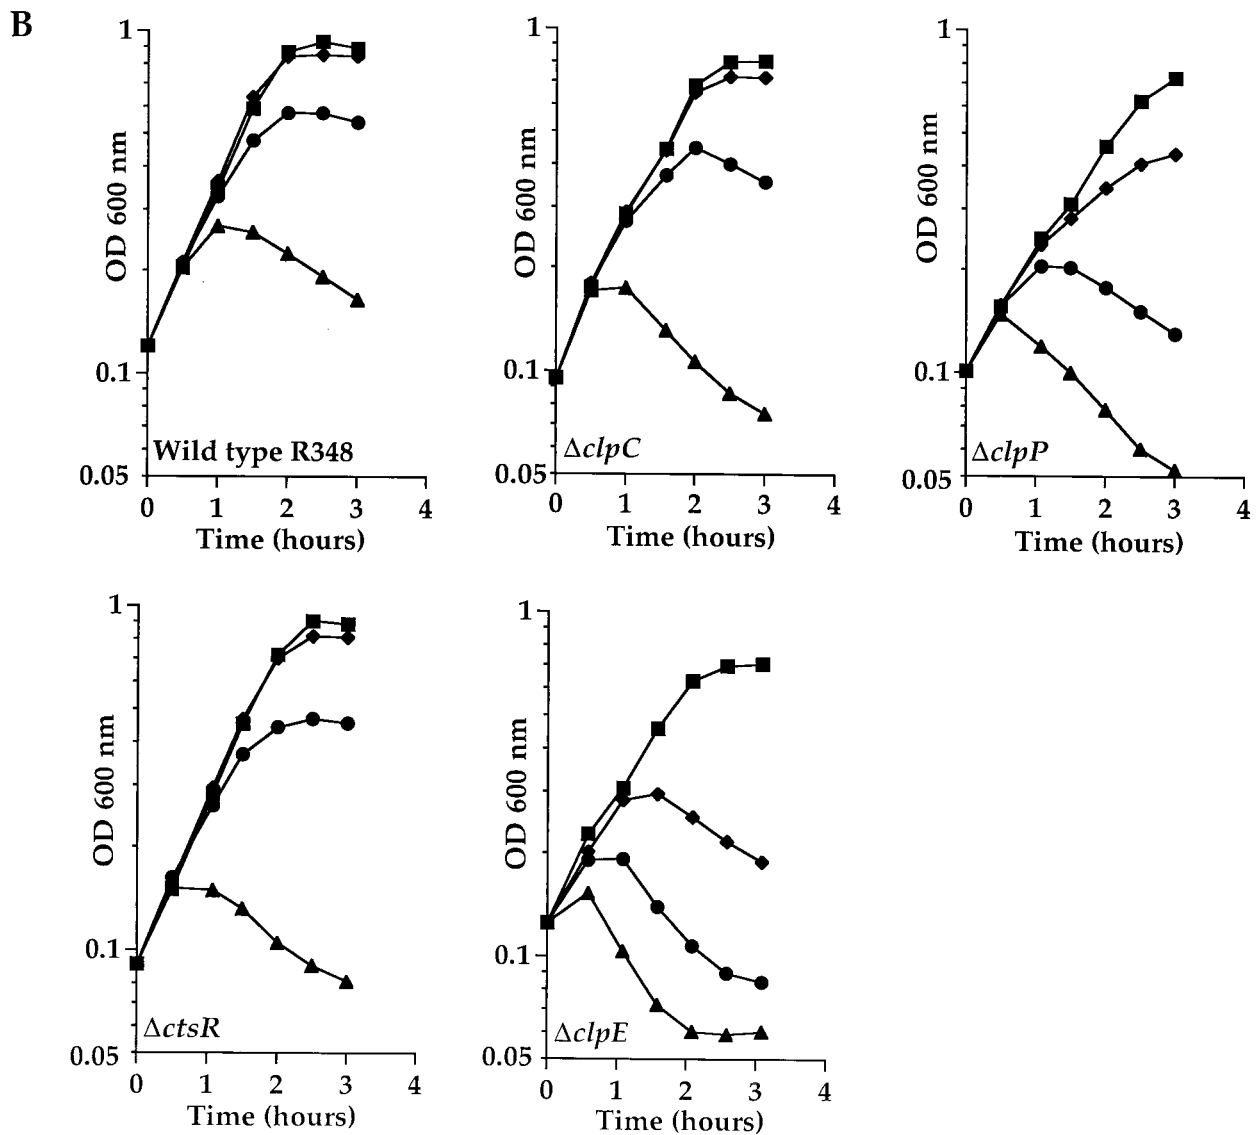 B
1
1
1
OD 600 nm
OD 600 nm
OD 600 nm
0.1
0.1
0.1
Wild type R348
ΔclpC
ΔclpP
0.05
0.05
0.05
0 1 2 3 4
0 1 2 3 4
0 1 2 3 4
Time (hours)
Time (hours)
Time (hours)
1
1
OD 600 nm
OD 600 nm
0.1
0.1
ΔctsR
ΔclpE
0.05
0.05
0 1 2 3 4
0 1 2 3 4
Time (hours)
Time (hours)